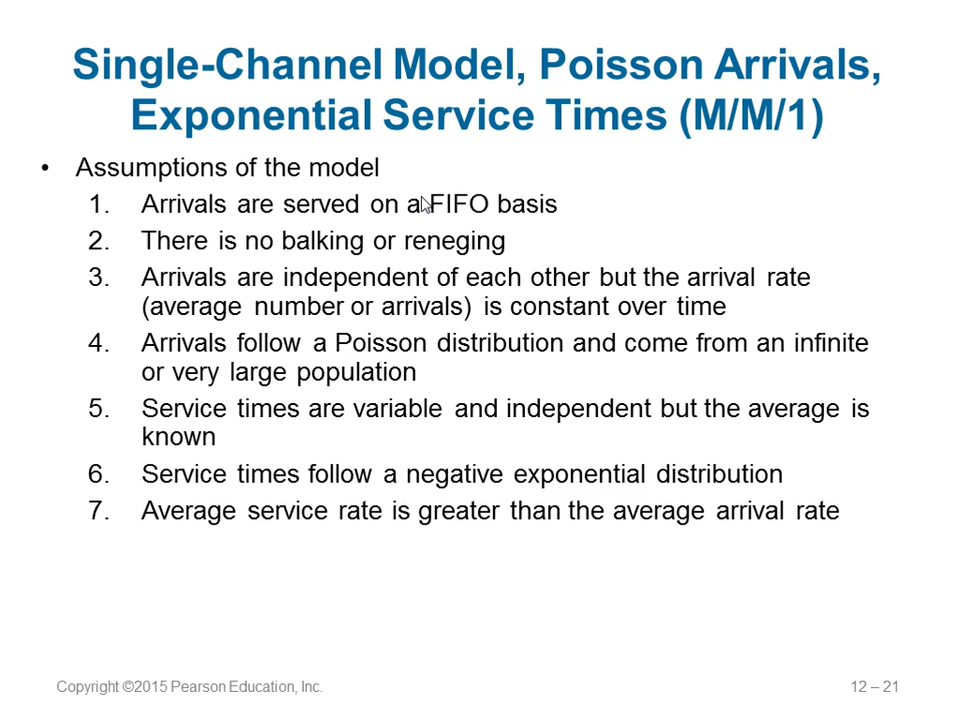 Single-Channel Model, Poisson Arrivals,
Exponential Service Times (M/M/1)
• Assumptions of the model
1. Arrivals are served on a FIFO basis
2. There is no balking or reneging
3. Arrivals are independent of each other but the arrival rate
(average number or arrivals) is constant over time
4. Arrivals follow a Poisson distribution and come from an infinite
or very large population
5. Service times are variable and independent but the average is
known
6. Service times follow a negative exponential distribution
7. Average service rate is greater than the average arrival rate
Copyright ©2015 Pearson Education, Inc.
12 – 21